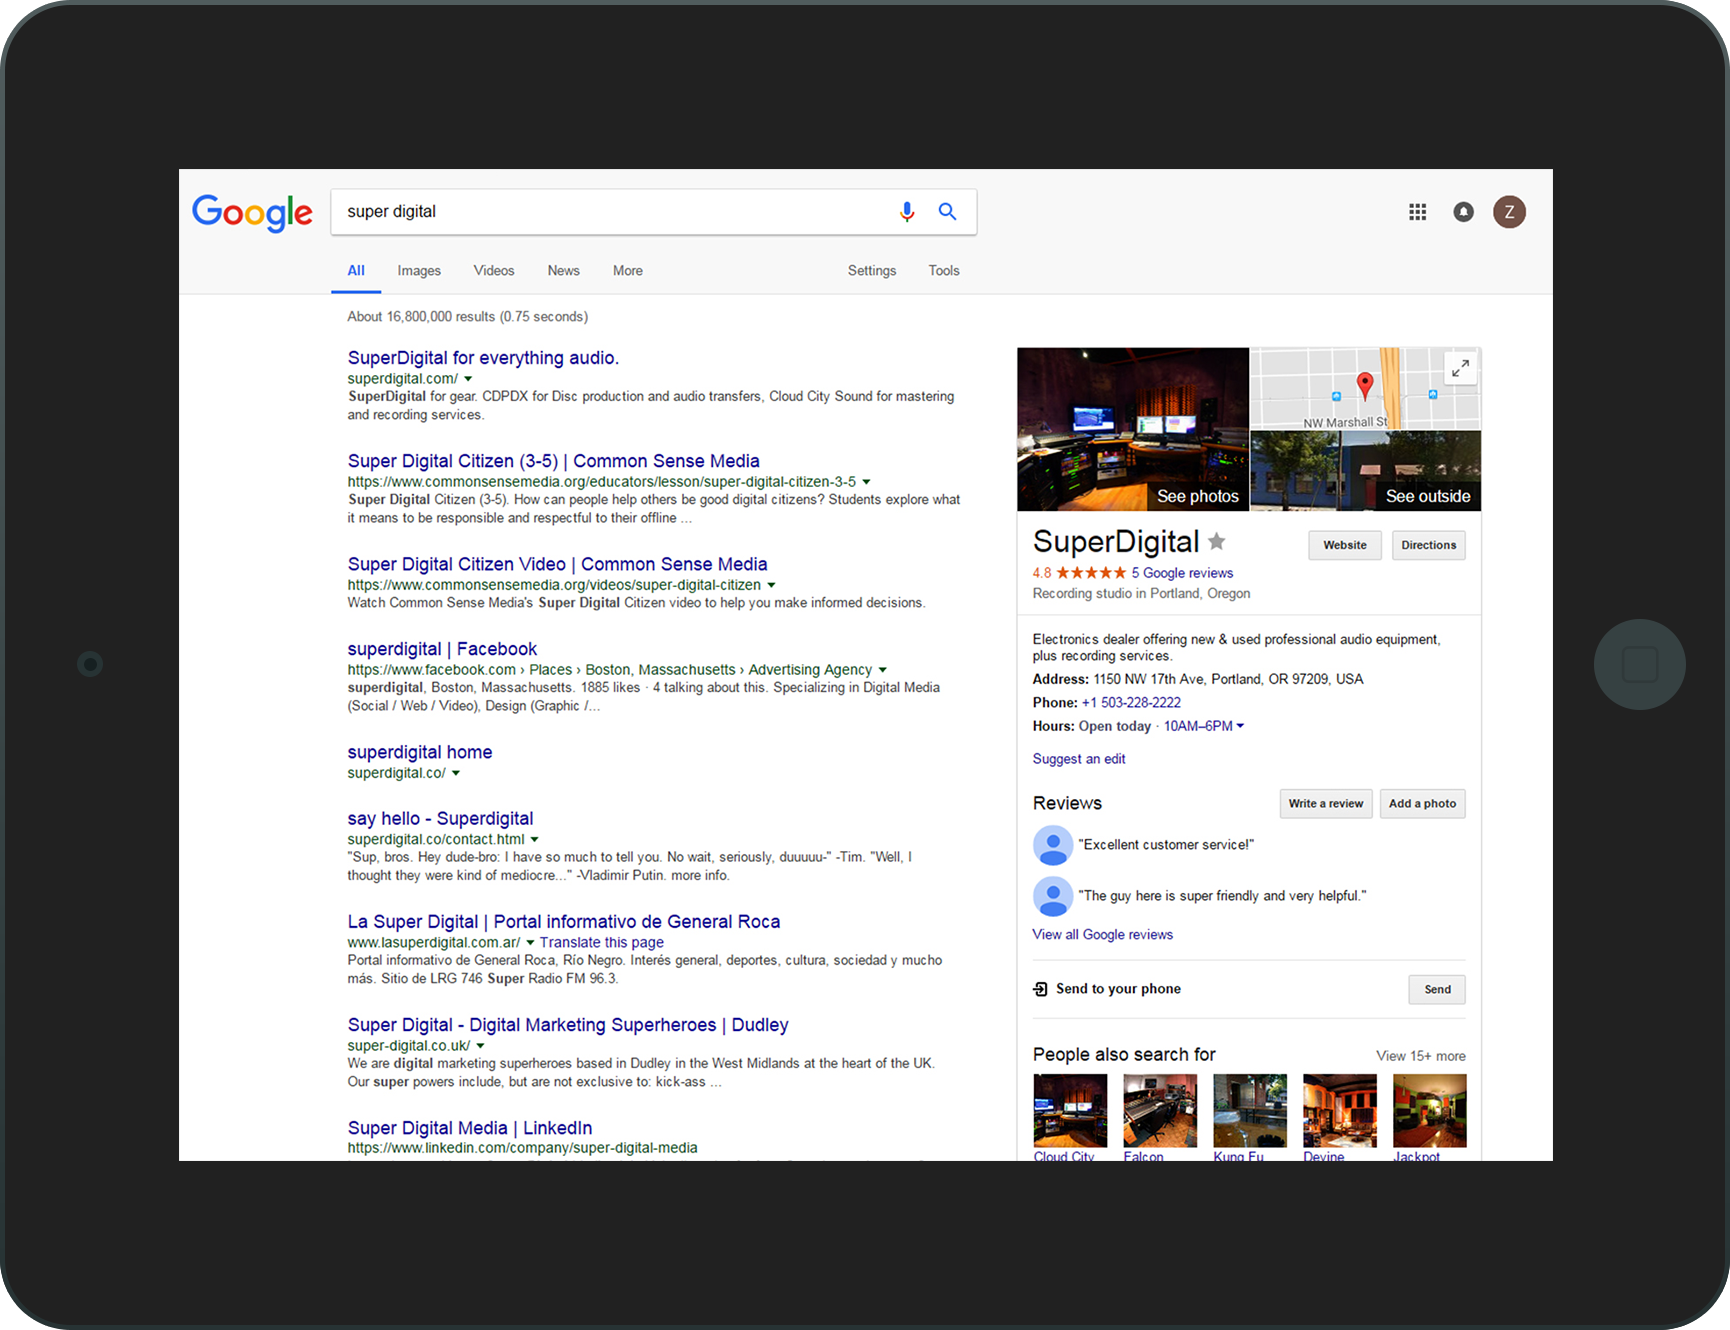 Google
super digital
Z
All Images Videos News More Settings Tools
About 16,800,000 results (0.75 seconds)
SuperDigital for everything audio.
superdigital.com/
SuperDigital for gear. CDPDX for Disc production and audio transfers, Cloud City Sound for mastering
and recording services.
Super Digital Citizen (3-5) | Common Sense Media
https://www.commonsensemedia.org/educators/lesson/super-digital-citizen-3-5
Super Digital Citizen (3-5). How can people help others be good digital citizens? Students explore what
it means to be responsible and respectful to their offline ...
Super Digital Citizen Video | Common Sense Media
https://www.commonsensemedia.org/videos/super-digital-citizen
Watch Common Sense Media's Super Digital Citizen video to help you make informed decisions.
superdigital | Facebook
https://www.facebook.com › Places › Boston, Massachusetts › Advertising Agency
superdigital, Boston, Massachusetts. 1885 likes · 4 talking about this. Specializing in Digital Media
(Social / Web / Video), Design (Graphic /...
superdigital home
superdigital.co/
say hello - Superdigital
superdigital.co/contact.html
"Sup, bros. Hey dude-bro: I have so much to tell you. No wait, seriously, duuuuu-" -Tim. "Well, I
thought they were kind of mediocre..." -Vladimir Putin. more info.
La Super Digital | Portal informativo de General Roca
www.lasuperdigital.com.ar/ Translate this page
Portal informativo de General Roca, Río Negro. Interés general, deportes, cultura, sociedad y mucho
más. Sitio de LRG 746 Super Radio FM 96.3.
Super Digital - Digital Marketing Superheroes | Dudley
super-digital.co.uk/
We are digital marketing superheroes based in Dudley in the West Midlands at the heart of the UK.
Our super powers include, but are not exclusive to: kick-ass ...
Super Digital Media | LinkedIn
https://www.linkedin.com/company/super-digital-media
NW Marshall St
See photos
See outside
SuperDigital
Website
Directions
4.8 5 Google reviews
Recording studio in Portland, Oregon
Electronics dealer offering new & used professional audio equipment,
plus recording services.
Address: 1150 NW 17th Ave, Portland, OR 97209, USA
Phone: +1 503-228-2222
Hours: Open today · 10AM–6PM
Suggest an edit
Reviews
Write a review
Add a photo
"Excellent customer service!"
"The guy here is super friendly and very helpful."
View all Google reviews
Send to your phone
Send
People also search for
View 15+ more
Cloud City
Falcon
Kung Fu
Devine
Jackpot